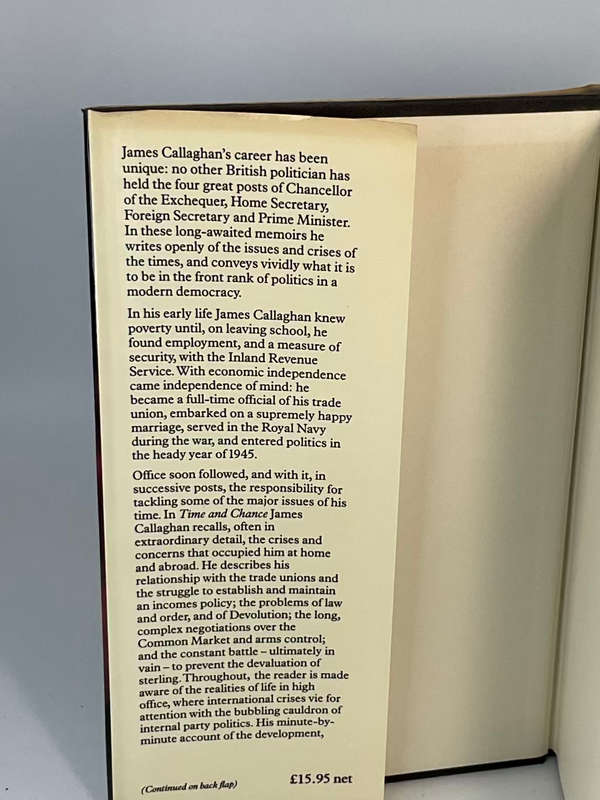 James Callaghan's career has been
unique: no other British politician has
held the four great posts of Chancellor
of the Exchequer, Home Secretary,
Foreign Secretary and Prime Minister.
In these long-awaited memoirs he
writes openly of the issues and crises of
the times, and conveys vividly what it is
to be in the front rank of politics in a
modern democracy.
In his early life James Callaghan knew
poverty until, on leaving school, he
found employment, and a measure of
security, with the Inland Revenue
Service. With economic independence
came independence of mind: he
became a full-time official of his trade
union, embarked on a supremely happy
marriage, served in the Royal Navy
during the war, and entered politics in
the heady year of 1945.
Office soon followed, and with it, in
successive posts, the responsibility for
tackling some of the major issues of his
time. In Time and Chance James
Callaghan recalls, often in
extraordinary detail, the crises and
concerns that occupied him at home
and abroad. He describes his
relationship with the trade unions and
the struggle to establish and maintain
an incomes policy; the problems of law
and order, and of Devolution; the long,
complex negotiations over the
Common Market and arms control;
and the constant battle – ultimately in
vain – to prevent the devaluation of
sterling. Throughout, the reader is made
aware of the realities of life in high
office, where international crises vie for
attention with the bubbling cauldron of
internal party politics. His minute-by-
minute account of the development,
(Continued on back flap)
£15.95 net